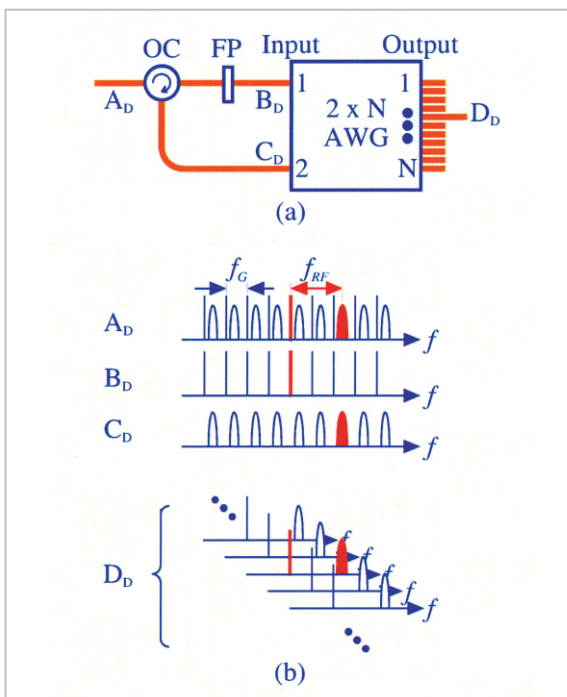 OC FP Input Output
1 1
A_D B_D 2 x N D_D
C_D AWG
2 N
(a)
f_G f_RF
A_D f
B_D f
C_D f
f
f
D_D f
f
f
(b)